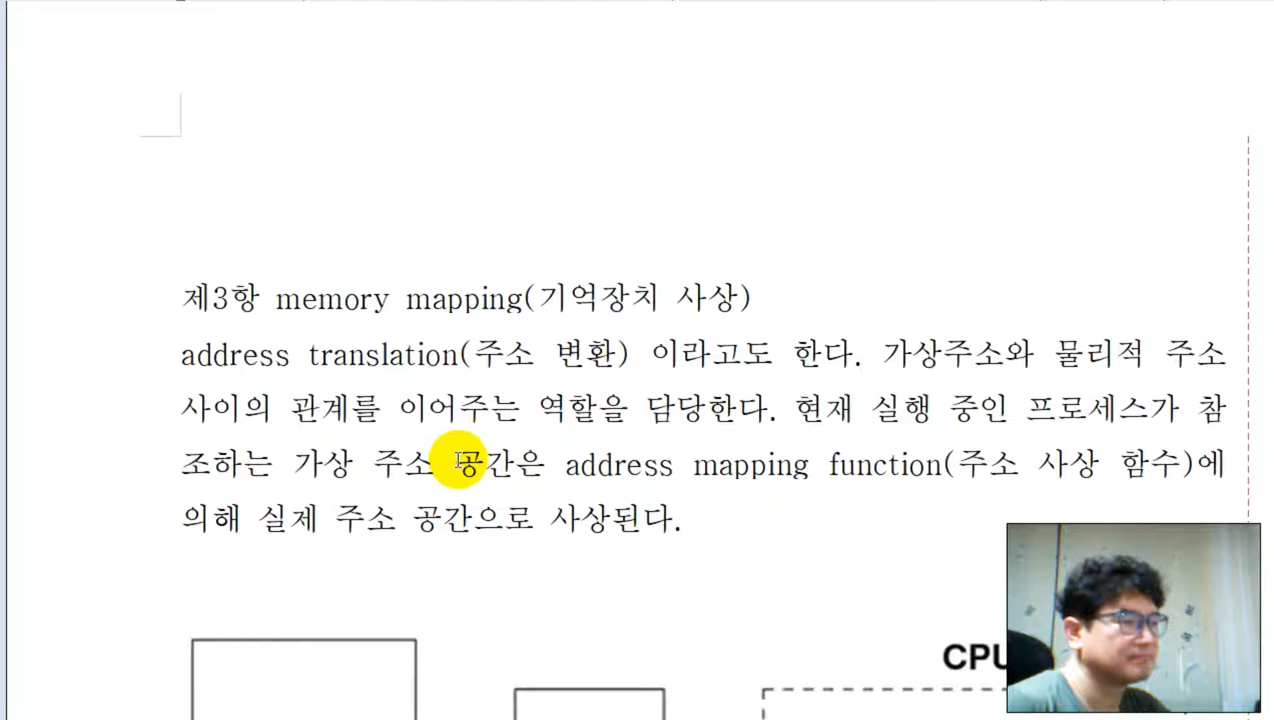 제3항 memory mapping(기억장치 사상)
address translation(주소 변환) 이라고도 한다. 가상주소와 물리적 주소
사이의 관계를 이어주는 역할을 담당한다. 현재 실행 중인 프로세스가 참
조하는 가상 주소 공간은 address mapping function(주소 사상 함수)에
의해 실제 주소 공간으로 사상된다.
CPU